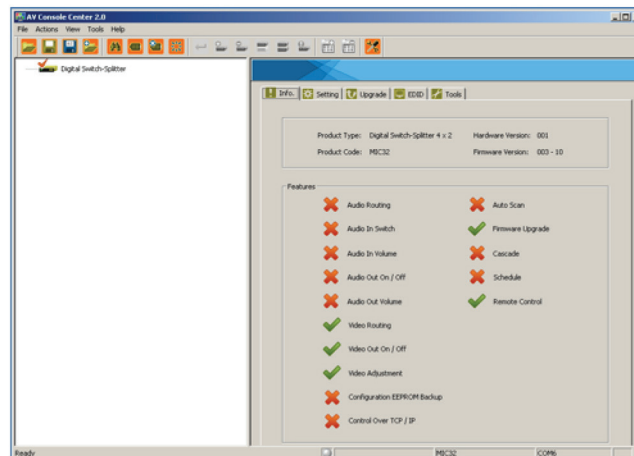 AV Console Center 2.0
File Actions View Tools Help
Digital Switch-Splitter
Info. Setting Upgrade EDID Tools
Product Type: Digital Switch-Splitter 4 x 2 Hardware Version: 001
Product Code: MIC32 Firmware Version: 003 - 10
Features
Audio Routing Auto Scan
Audio In Switch Firmware Upgrade
Audio In Volume Cascade
Audio Out On / Off Schedule
Audio Out Volume Remote Control
Video Routing
Video Out On / Off
Video Adjustment
Configuration EEPROM Backup
Control Over TCP / IP
Ready MIC32 COM6